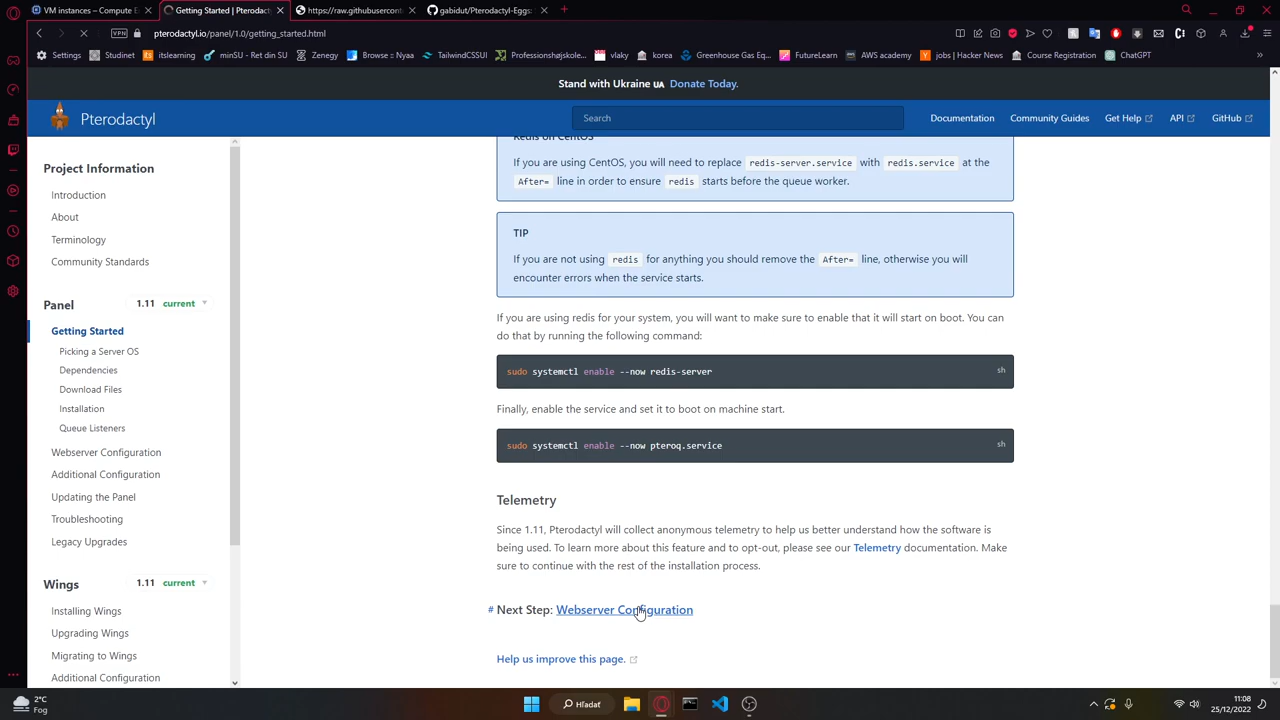 VM instances – Compute E
Getting Started | Pterodact
https://raw.githubusercont
gabidut/Pterodactyl-Eggs:
VPN
pterodactyl.io/panel/1.0/getting_started.html
Settings
Studinet
itslearning
minSU - Ret din SU
Zenegy
Browse :: Nyaa
TailwindCSSUI
Professionshøjskole...
vlaky
korea
Greenhouse Gas Eq...
FutureLearn
AWS academy
jobs | Hacker News
Course Registration
ChatGPT
Stand with Ukraine UA Donate Today.
Pterodactyl
Search
Documentation
Community Guides
Get Help
API
GitHub
Project Information
Introduction
About
Terminology
Community Standards
Panel
1.11 current
Getting Started
Picking a Server OS
Dependencies
Download Files
Installation
Queue Listeners
Webserver Configuration
Additional Configuration
Updating the Panel
Troubleshooting
Legacy Upgrades
Wings
1.11 current
Installing Wings
Upgrading Wings
Migrating to Wings
Additional Configuration
Redis on CentOS
If you are using CentOS, you will need to replace redis-server.service with redis.service at the
After= line in order to ensure redis starts before the queue worker.
TIP
If you are not using redis for anything you should remove the After= line, otherwise you will
encounter errors when the service starts.
If you are using redis for your system, you will want to make sure to enable that it will start on boot. You can
do that by running the following command:
sudo systemctl enable --now redis-server
sh
Finally, enable the service and set it to boot on machine start.
sudo systemctl enable --now pteroq.service
sh
Telemetry
Since 1.11, Pterodactyl will collect anonymous telemetry to help us better understand how the software is
being used. To learn more about this feature and to opt-out, please see our Telemetry documentation. Make
sure to continue with the rest of the installation process.
# Next Step: Webserver Configuration
Help us improve this page.
2°C
Fog
Hľadať
11:08
25/12/2022